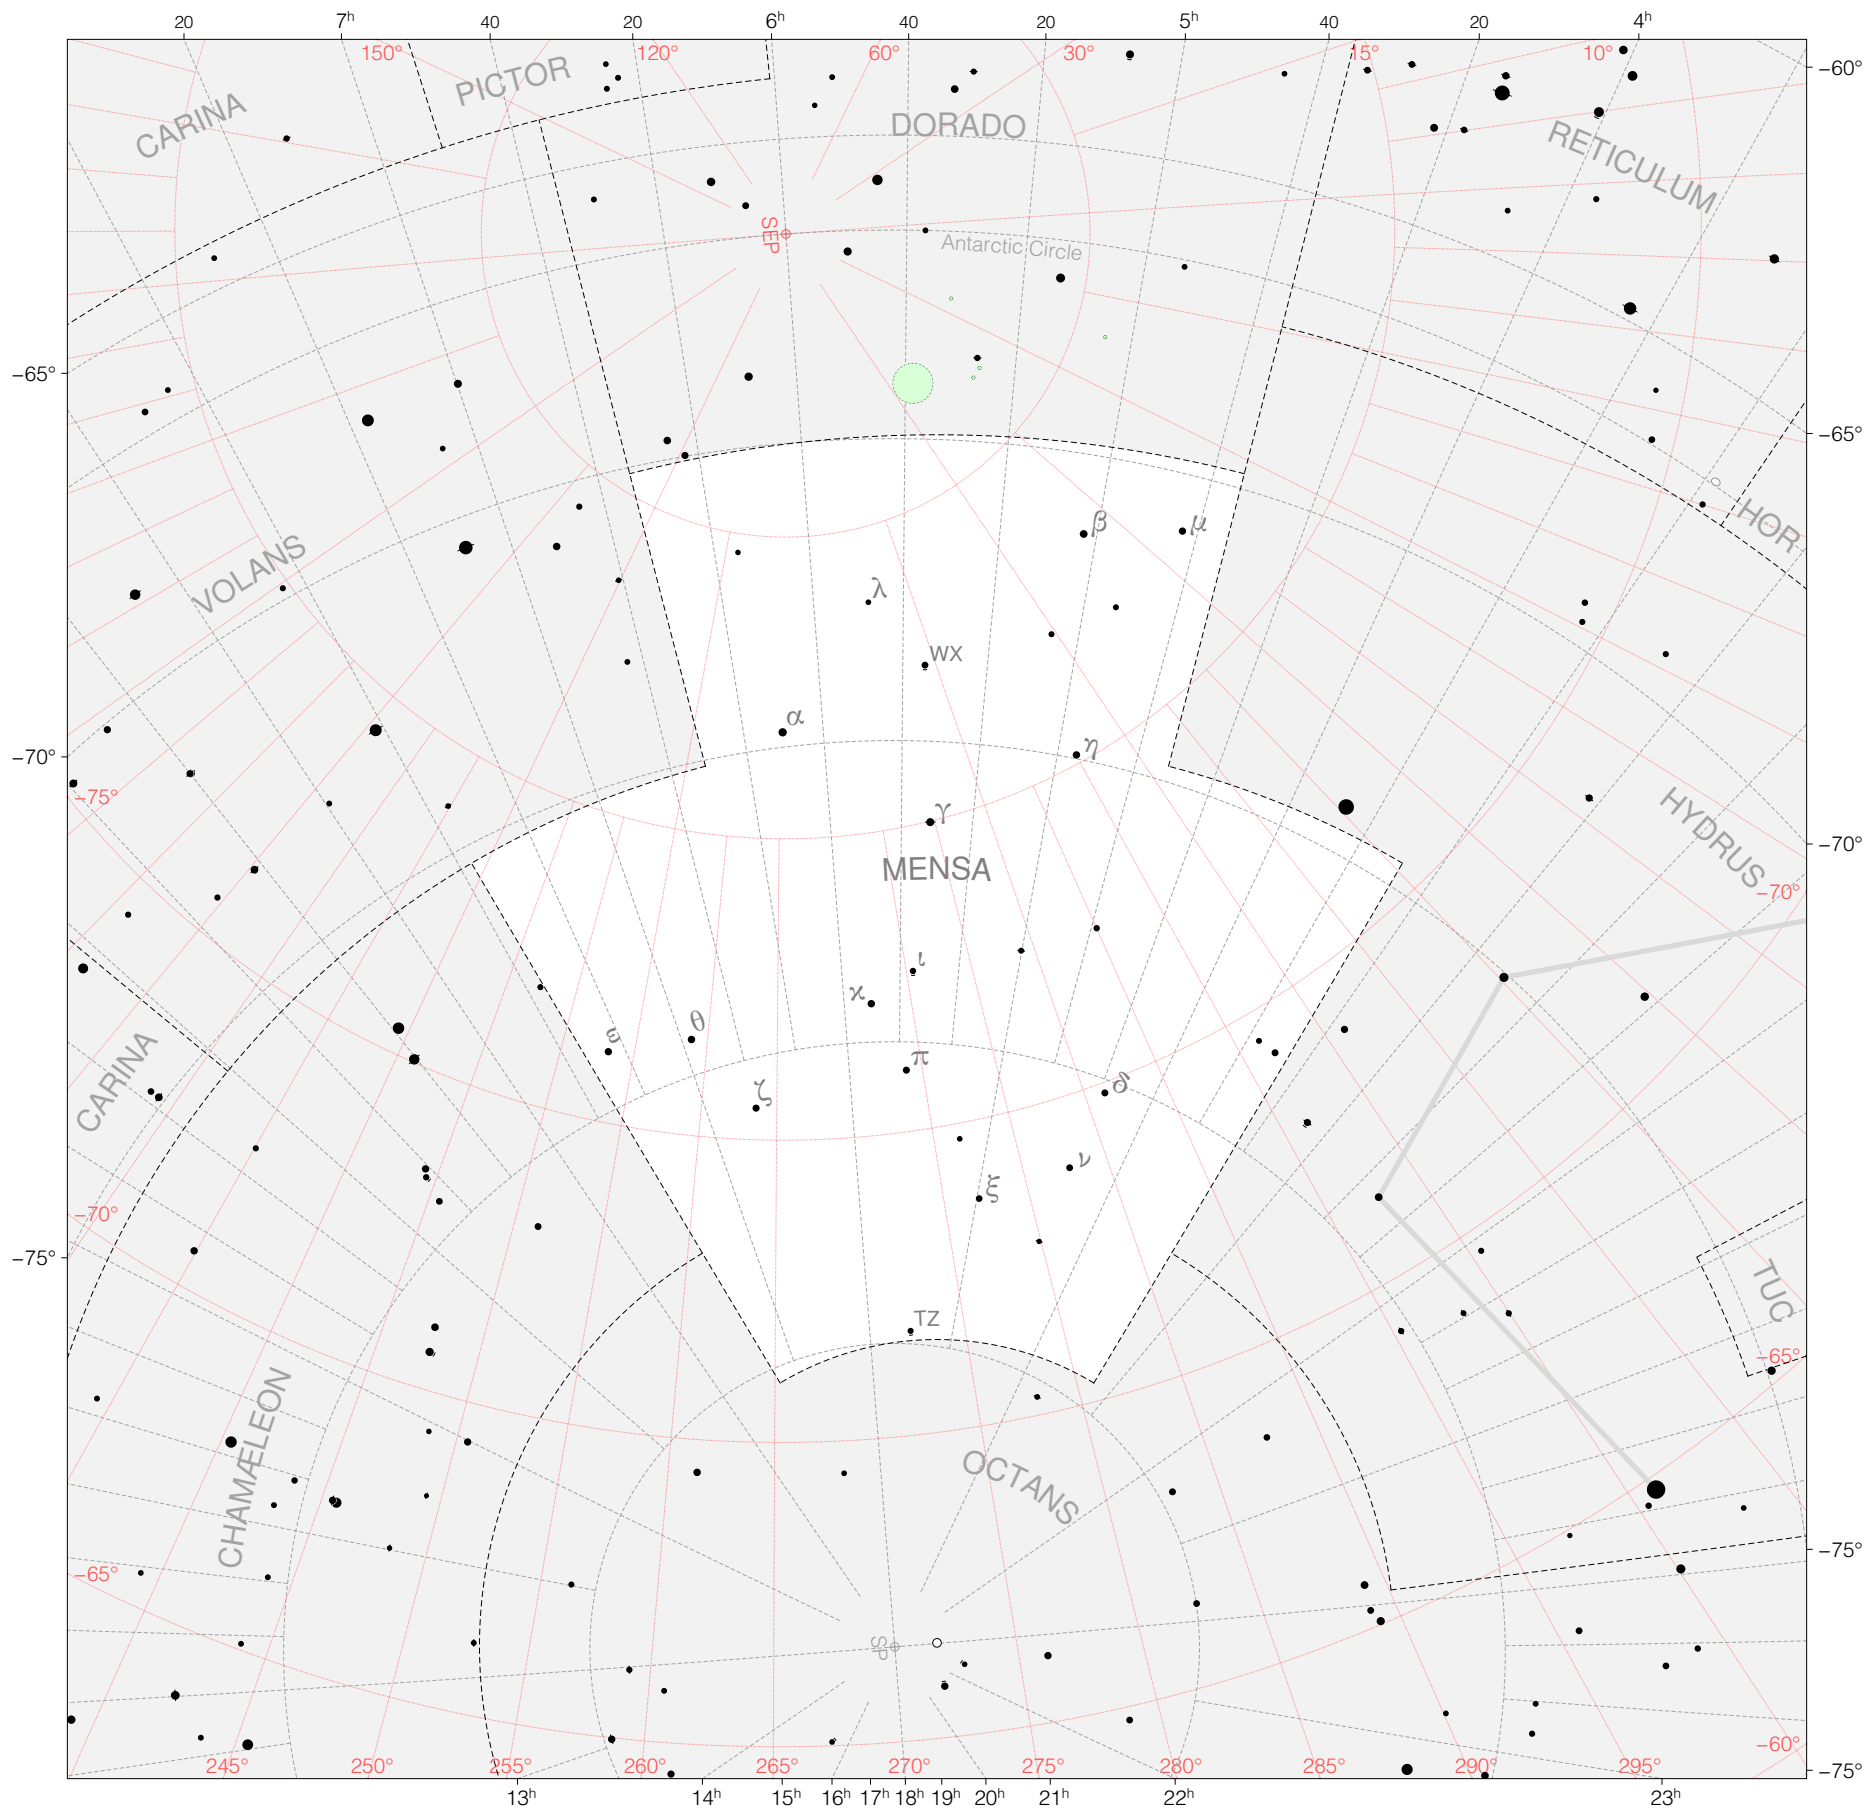 20 7h 40 20 6h 40 20 5h 40 20 4h
150° 120° 60° 30° 15° 10°
−60°
PICTOR
CARINA
DORADO
RETICULUM
SEP
Antarctic Circle
−65°
−65°
HOR
β
μ
VOLANS
λ
WX
α
η
−70°
−75°
γ
−70°
HYDRUS
MENSA
−70°
ι
ϰ
θ
π
ζ
δ
CARINA
ν
ξ
−70°
−75°
TUC
TZ
−65°
CHAMÆLEON
OCTANS
−75°
−65°
SP
−60°
−75°
245° 250° 255° 260° 265° 270° 275° 280° 285° 290° 295°
13h 14h 15h 16h 17h 18h 19h 20h 21h 22h 23h